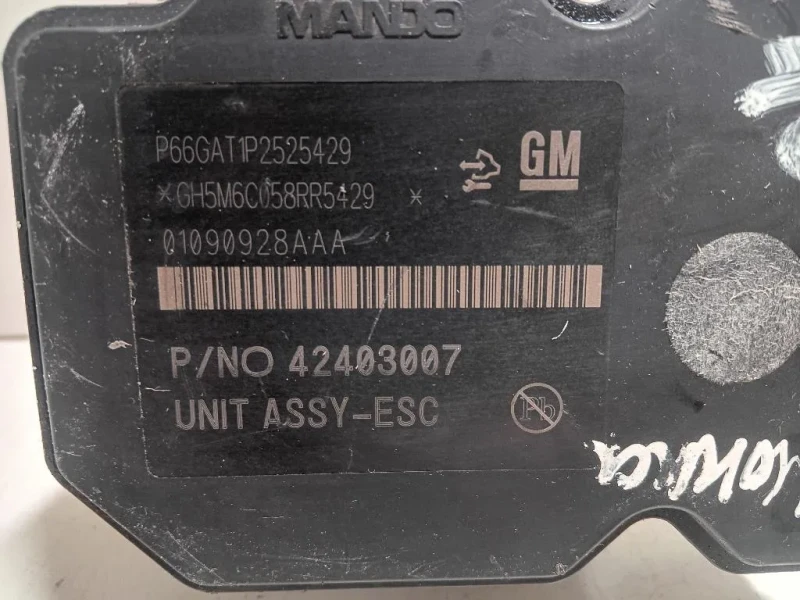 MANDO
P66GAT1P2525429
GM
*GH5M6C058RR5429 *
01090928AAA
P/NO 42403007
UNIT ASSY-ESC
Pb